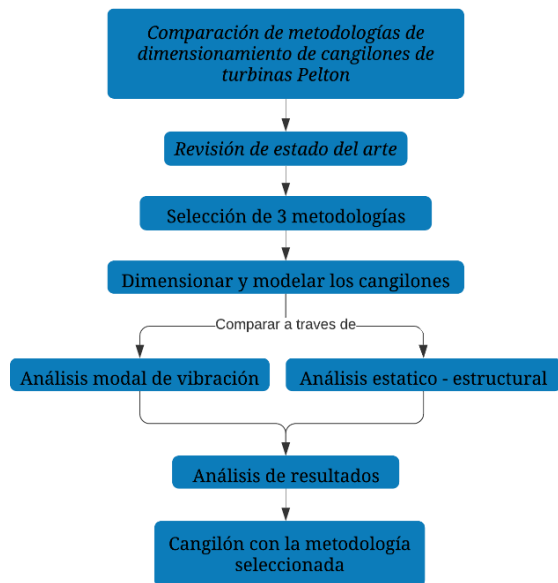 Comparación de metodologías de
dimensionamiento de cangilones de
turbinas Pelton
Revisión de estado del arte
Selección de 3 metodologías
Dimensionar y modelar los cangilones
Comparar a traves de
Análisis modal de vibración
Análisis estatico - estructural
Análisis de resultados
Cangilón con la metodología
seleccionada